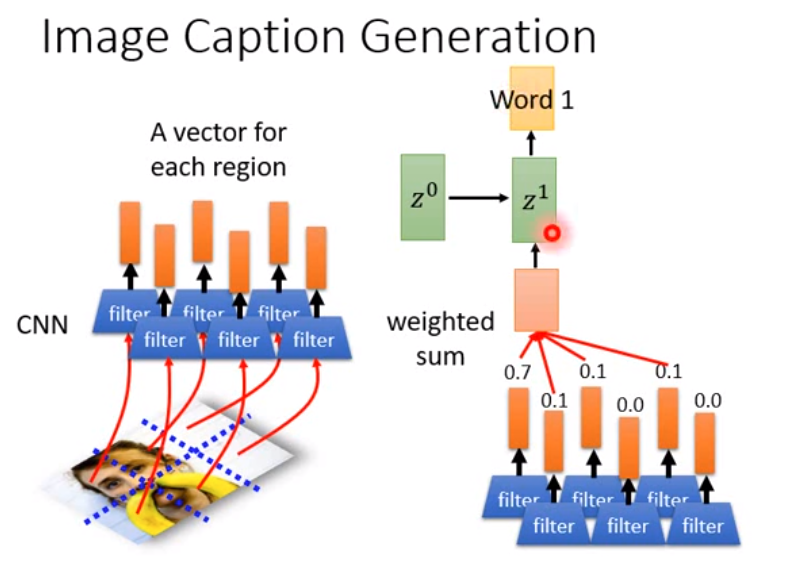 Image Caption Generation
Word 1
A vector for
each region
z⁰
z¹
CNN
filter
filter
filter
filter
filter
filter
weighted
sum
0.7
0.1
0.1
0.0
0.1
0.0
filter
filter
filter
filter
filter
filter